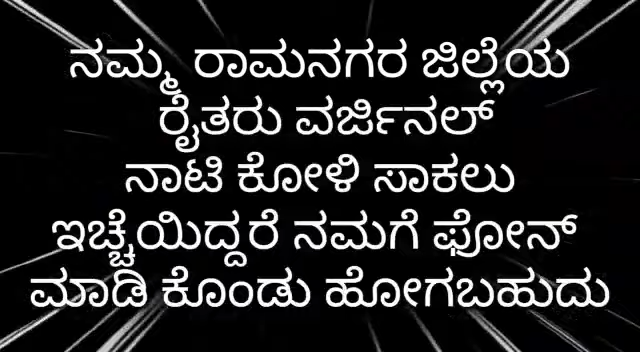 ನಮ್ಮ ರಾಮನಗರ ಜಿಲ್ಲೆಯ
ರೈತರು ವರ್ಜಿನಲ್
ನಾಟಿ ಕೋಳಿ ಸಾಕಲು
ಇಚ್ಚೆಯಿದ್ದರೆ ನಮಗೆ ಫೋನ್
ಮಾಡಿ ಕೊಂಡು ಹೋಗಬಹುದು